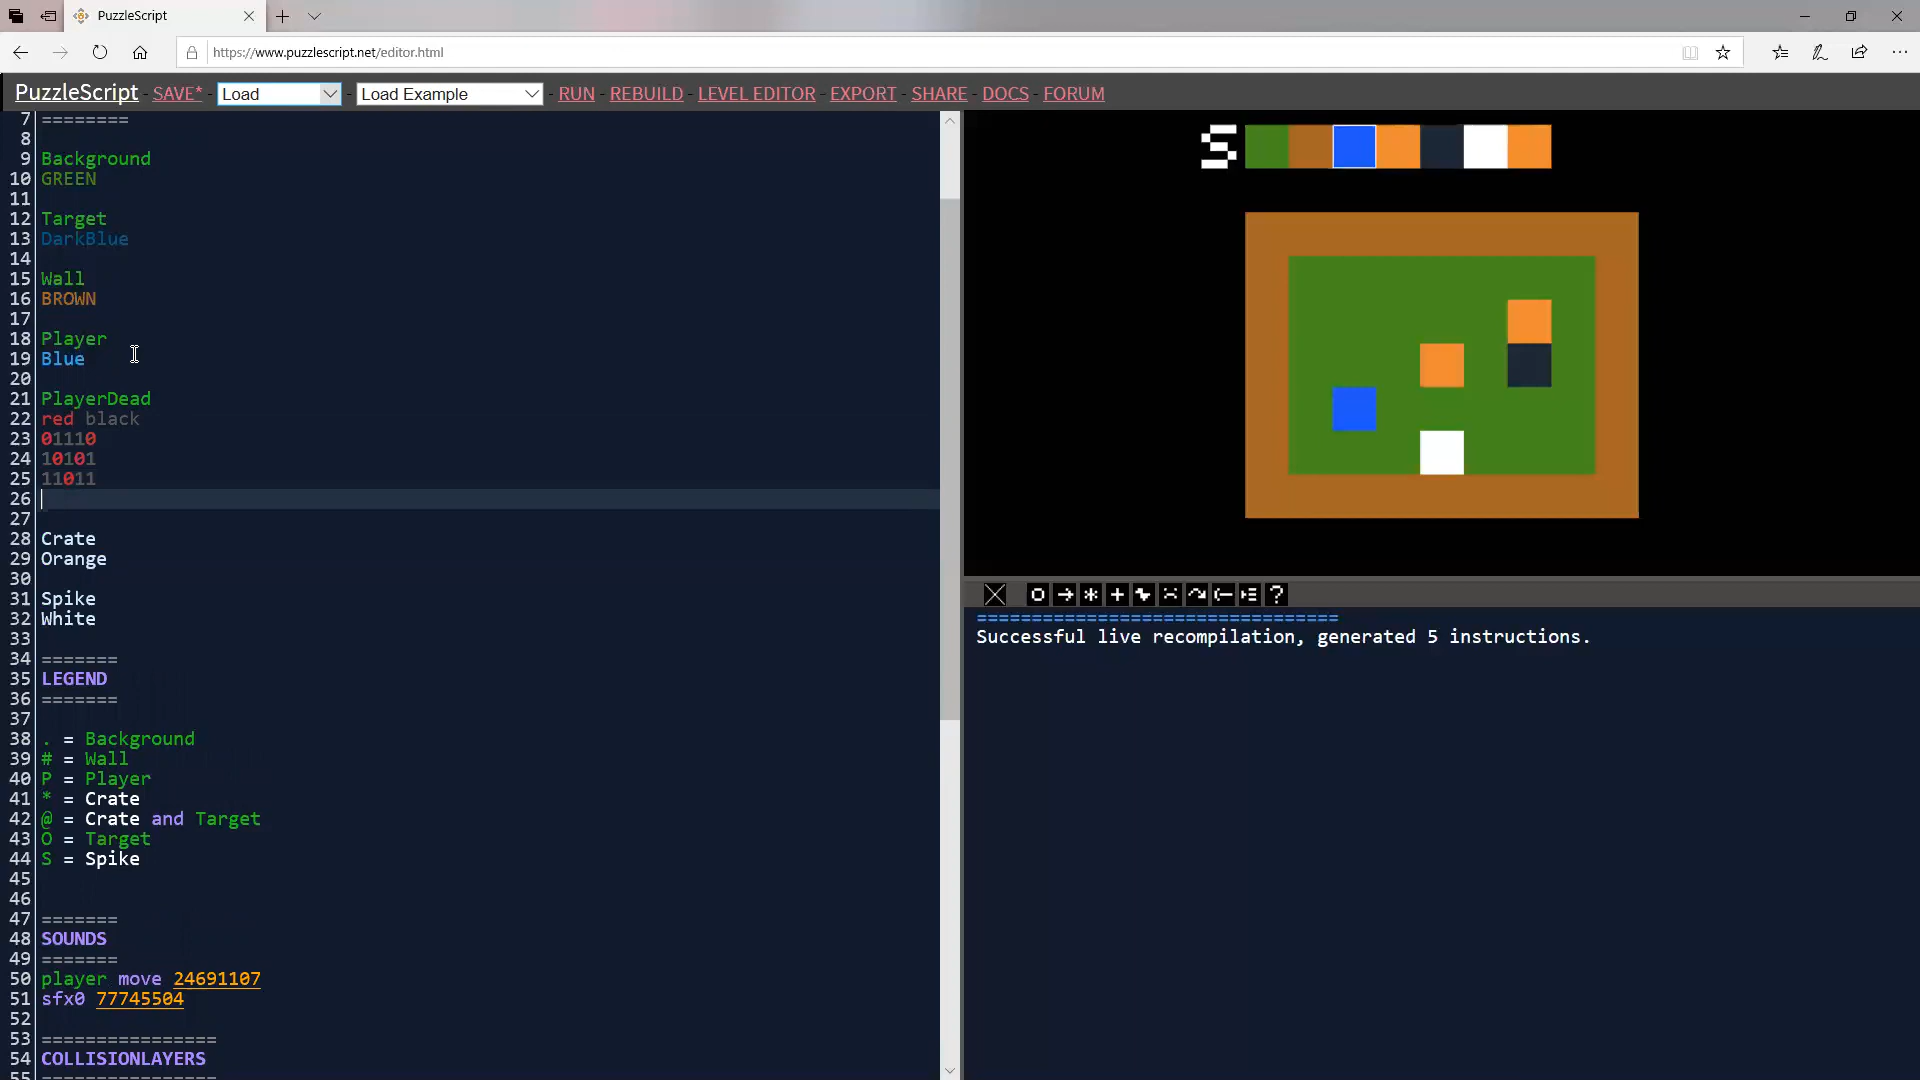 PuzzleScript
https://www.puzzlescript.net/editor.html
PuzzleScript - SAVE* - Load - Load Example - RUN - REBUILD - LEVEL EDITOR - EXPORT - SHARE - DOCS - FORUM
7 ========
8
9 Background
10 GREEN
11
12 Target
13 DarkBlue
14
15 Wall
16 BROWN
17
18 Player
19 Blue
20
21 PlayerDead
22 red black
23 01110
24 10101
25 11011
26
27
28 Crate
29 Orange
30
31 Spike
32 White
33
34 =======
35 LEGEND
36 =======
37
38 . = Background
39 # = Wall
40 P = Player
41 * = Crate
42 @ = Crate and Target
43 O = Target
44 S = Spike
45
46
47 =======
48 SOUNDS
49 =======
50 player move 24691107
51 sfx0 77745504
52
53 ================
54 COLLISIONLAYERS
55 ================
S
=================================
Successful live recompilation, generated 5 instructions.